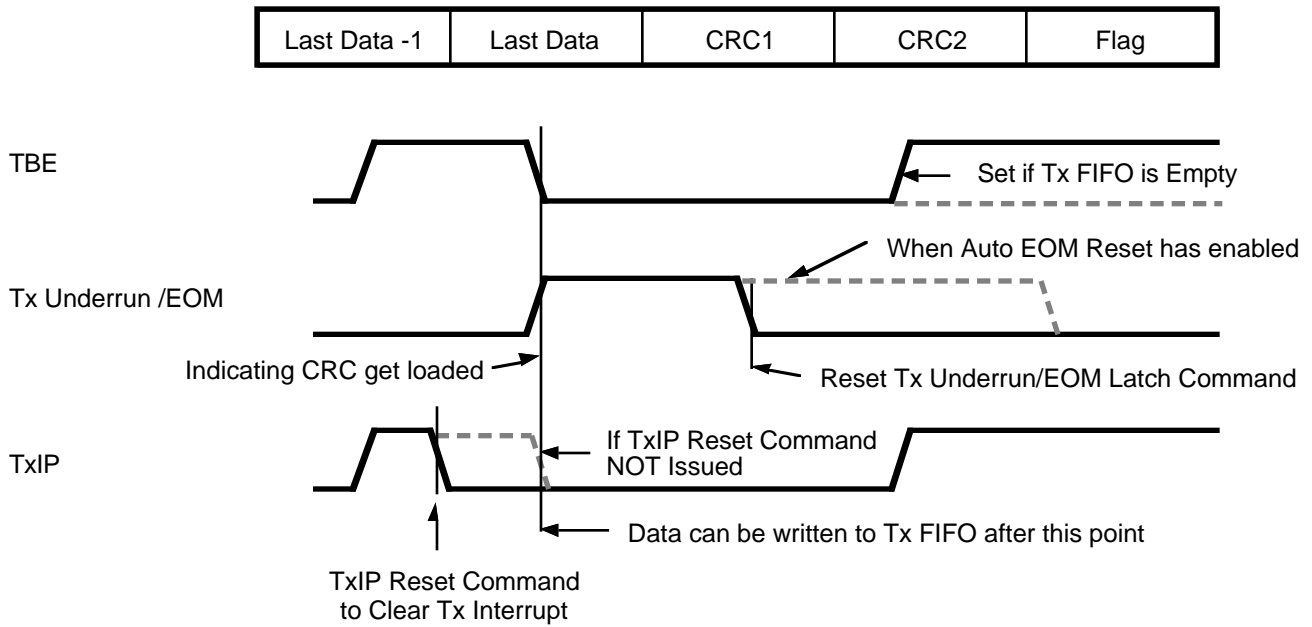 Last Data -1 Last Data CRC1 CRC2 Flag
TBE
Set if Tx FIFO is Empty
When Auto EOM Reset has enabled
Tx Underrun /EOM
Indicating CRC get loaded
Reset Tx Underrun/EOM Latch Command
If TxIP Reset Command
NOT Issued
TxIP
Data can be written to Tx FIFO after this point
TxIP Reset Command
to Clear Tx Interrupt